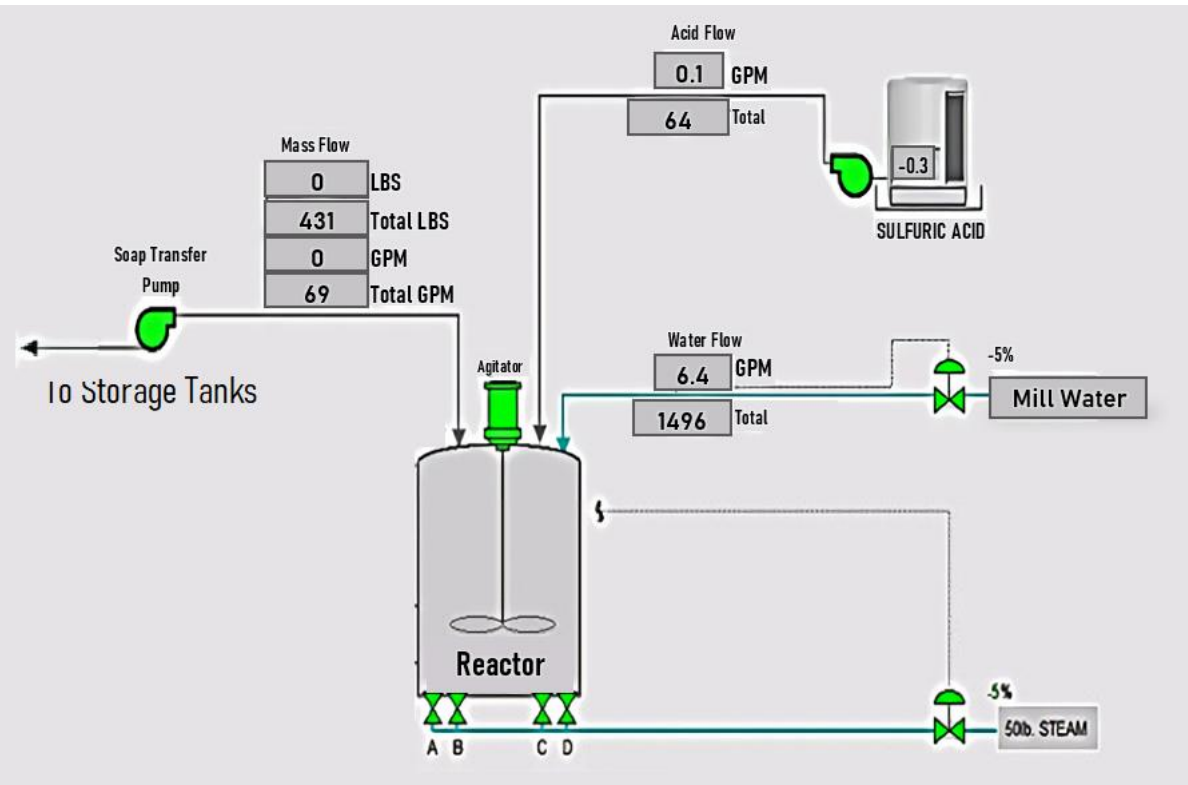 Acid Flow
0.1 GPM
64 Total
-0.3
SULFURIC ACID
Mass Flow
0 LBS
431 Total LBS
0 GPM
69 Total GPM
Soap Transfer
Pump
To Storage Tanks
Agitator
Water Flow
6.4 GPM
1496 Total
-5%
Mill Water
Reactor
A B C D
-5%
50lb. STEAM